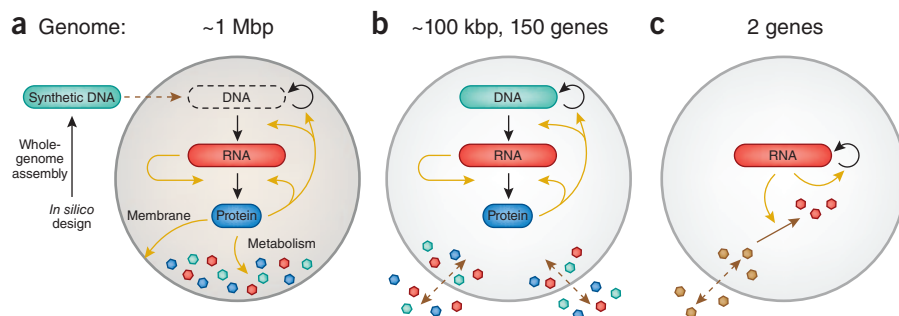 a Genome: ~1 Mbp
b ~100 kbp, 150 genes
c 2 genes
Synthetic DNA
Whole-
genome
assembly
In silico
design
DNA
RNA
Protein
Membrane
Metabolism
DNA
RNA
Protein
RNA